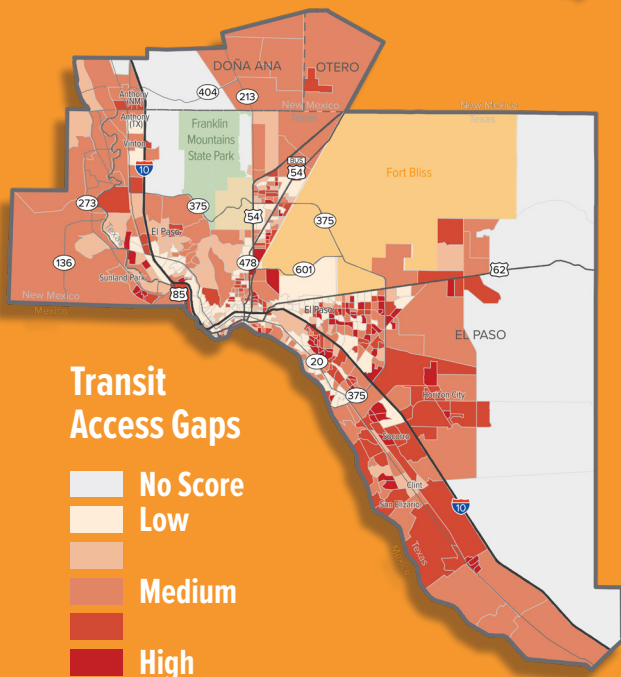 DOÑA ANA
OTERO
404
213
New Mexico
Texas
New Mexico
Texas
Anthony
(NM)
Anthony
(TX)
Vinton
Franklin
Mountains
State Park
10
BUS
54
Fort Bliss
273
375
54
375
Texas
El Paso
136
478
601
62
Sunland Park
85
New Mexico
Mexico
El Paso
EL PASO
20
375
Horizon City
Socorro
Clint
San Elizario
10
Texas
Mexico
Transit
Access Gaps
No Score
Low
Medium
High